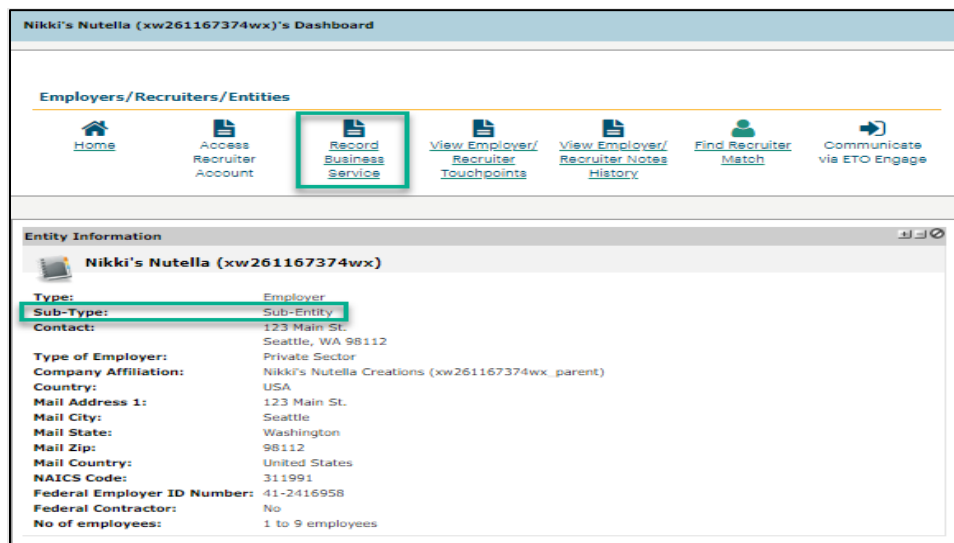 Nikki's Nutella (xw261167374wx)'s Dashboard
Employers/Recruiters/Entities
Home
Access
Recruiter
Account
Record
Business
Service
View Employer/
Recruiter
Touchpoints
View Employer/
Recruiter Notes
History
Find Recruiter
Match
Communicate
via ETO Engage
Entity Information
Nikki's Nutella (xw261167374wx)
Type: Employer
Sub-Type: Sub-Entity
Contact: 123 Main St.
Seattle, WA 98112
Type of Employer: Private Sector
Company Affiliation: Nikki's Nutella Creations (xw261167374wx_parent)
Country: USA
Mail Address 1: 123 Main St.
Mail City: Seattle
Mail State: Washington
Mail Zip: 98112
Mail Country: United States
NAICS Code: 311991
Federal Employer ID Number: 41-2416958
Federal Contractor: No
No of employees: 1 to 9 employees